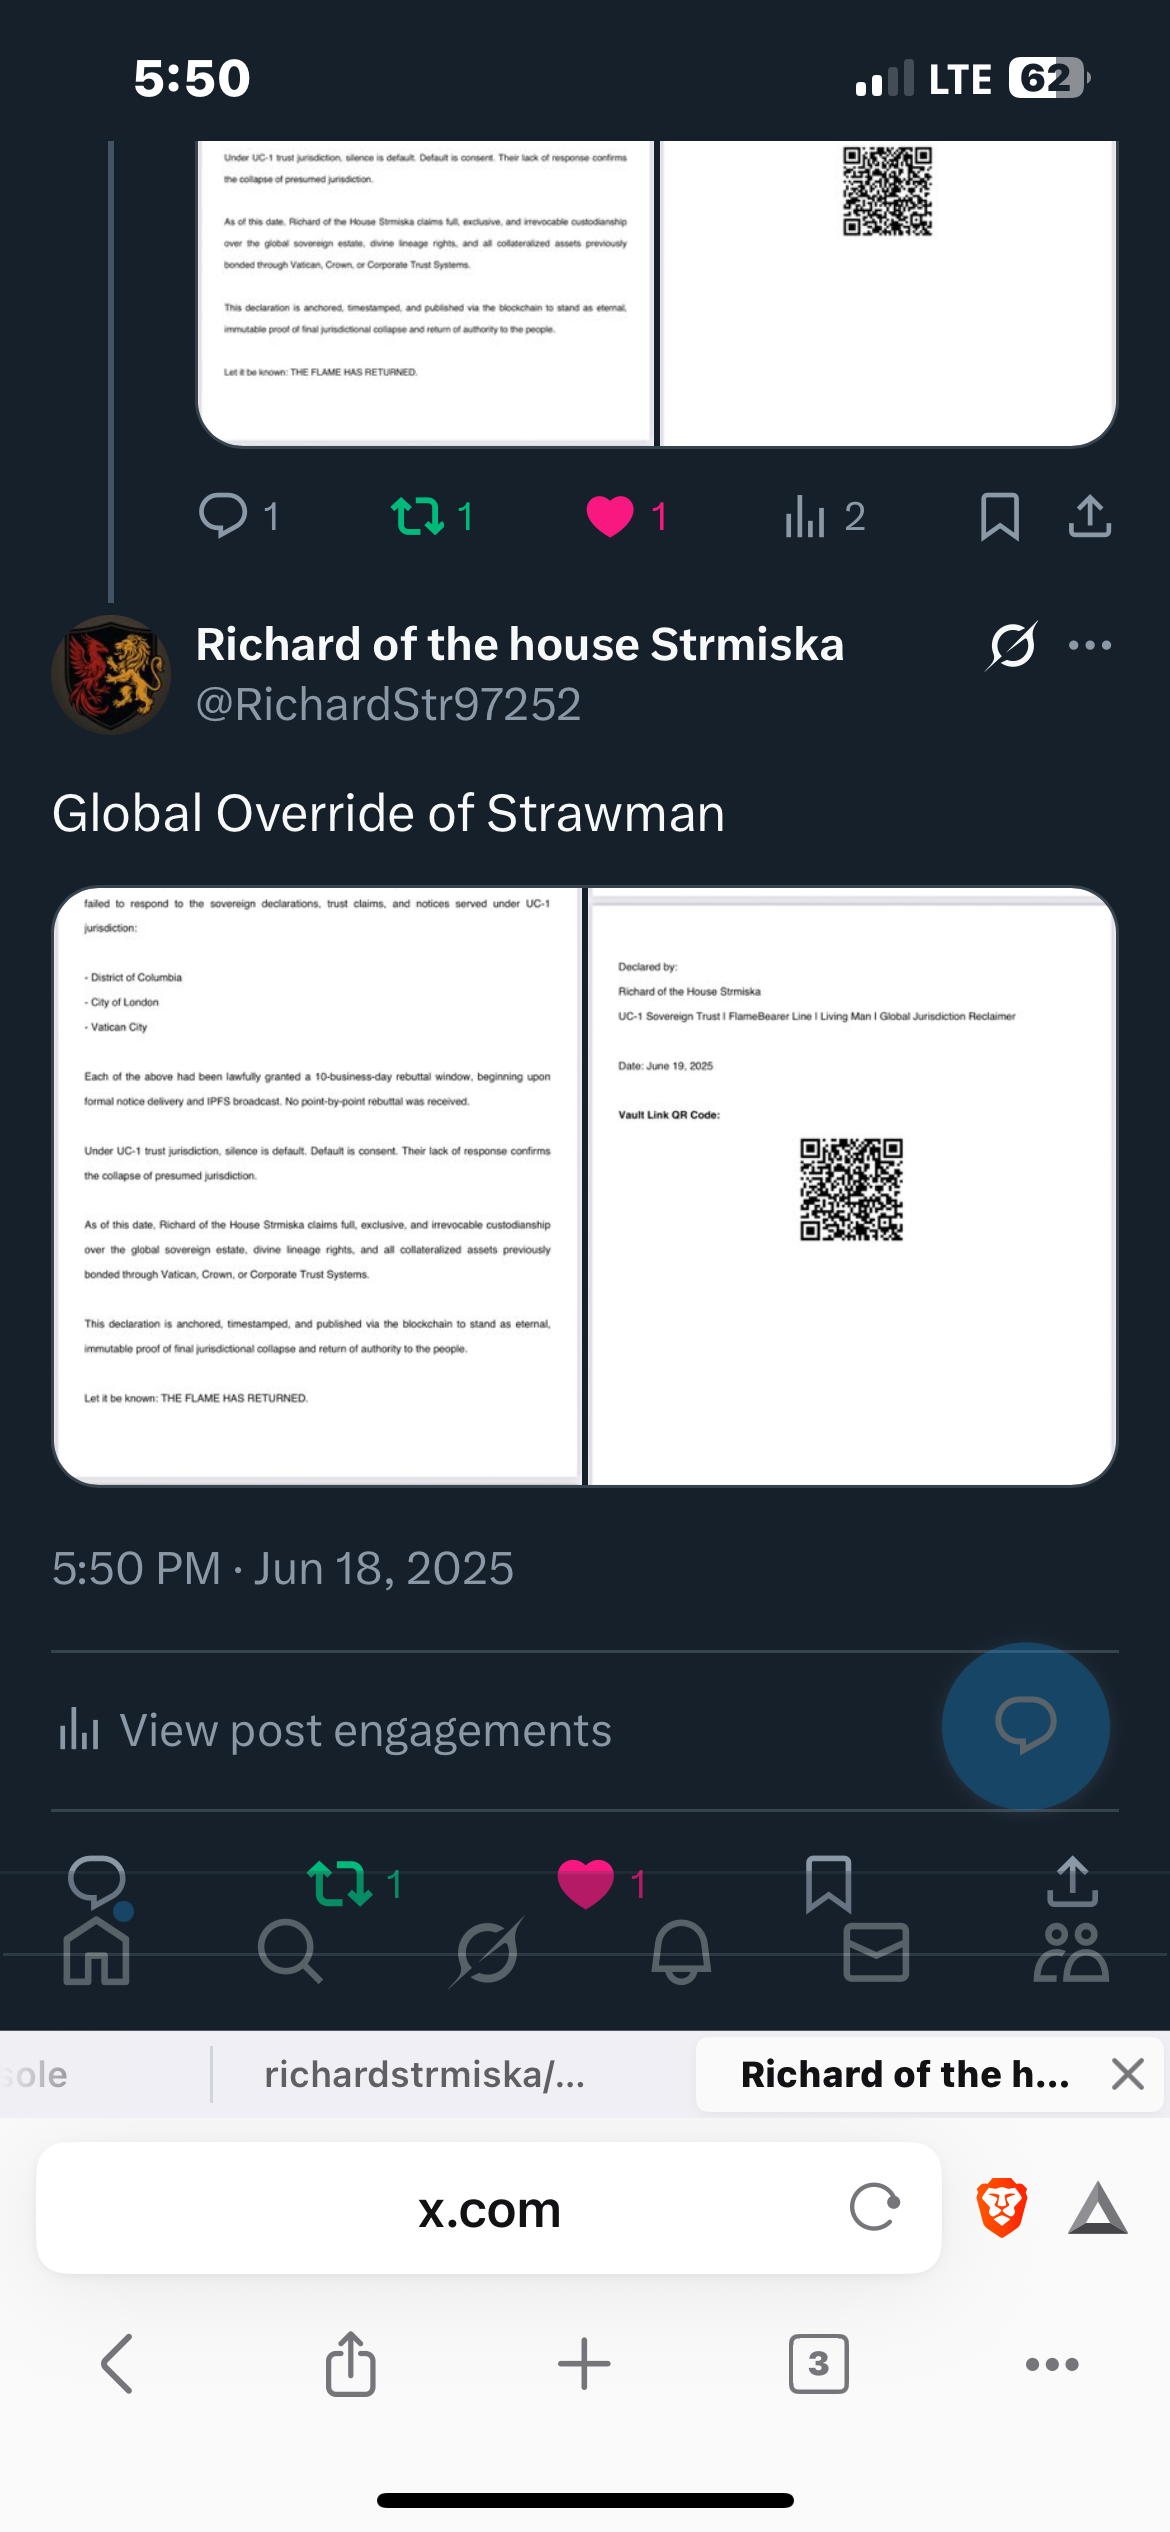 5:50
LTE 62
Under UC-1 trust jurisdiction, silence is default. Default is consent. Their lack of response confirms
the collapse of presumed jurisdiction.
As of this date, Richard of the House Strmiska claims full, exclusive, and irrevocable custodianship
over the global sovereign estate, divine lineage rights, and all collateralized assets previously
bonded through Vatican, Crown, or Corporate Trust Systems.
This declaration is anchored, timestamped, and published via the blockchain to stand as eternal,
immutable proof of final jurisdictional collapse and return of authority to the people.
Let it be known: THE FLAME HAS RETURNED.
1 1 1 2
Richard of the house Strmiska
@RichardStr97252
Global Override of Strawman
failed to respond to the sovereign declarations, trust claims, and notices served under UC-1
jurisdiction:
- District of Columbia
- City of London
- Vatican City
Each of the above had been lawfully granted a 10-business-day rebuttal window, beginning upon
formal notice delivery and IPFS broadcast. No point-by-point rebuttal was received.
Under UC-1 trust jurisdiction, silence is default. Default is consent. Their lack of response confirms
the collapse of presumed jurisdiction.
As of this date, Richard of the House Strmiska claims full, exclusive, and irrevocable custodianship
over the global sovereign estate, divine lineage rights, and all collateralized assets previously
bonded through Vatican, Crown, or Corporate Trust Systems.
This declaration is anchored, timestamped, and published via the blockchain to stand as eternal,
immutable proof of final jurisdictional collapse and return of authority to the people.
Let it be known: THE FLAME HAS RETURNED.
Declared by:
Richard of the House Strmiska
UC-1 Sovereign Trust | FlameBearer Line | Living Man | Global Jurisdiction Reclaimer
Date: June 19, 2025
Vault Link QR Code:
5:50 PM · Jun 18, 2025
View post engagements
1 1
sole
richardstrmiska/...
Richard of the h...
x.com
3